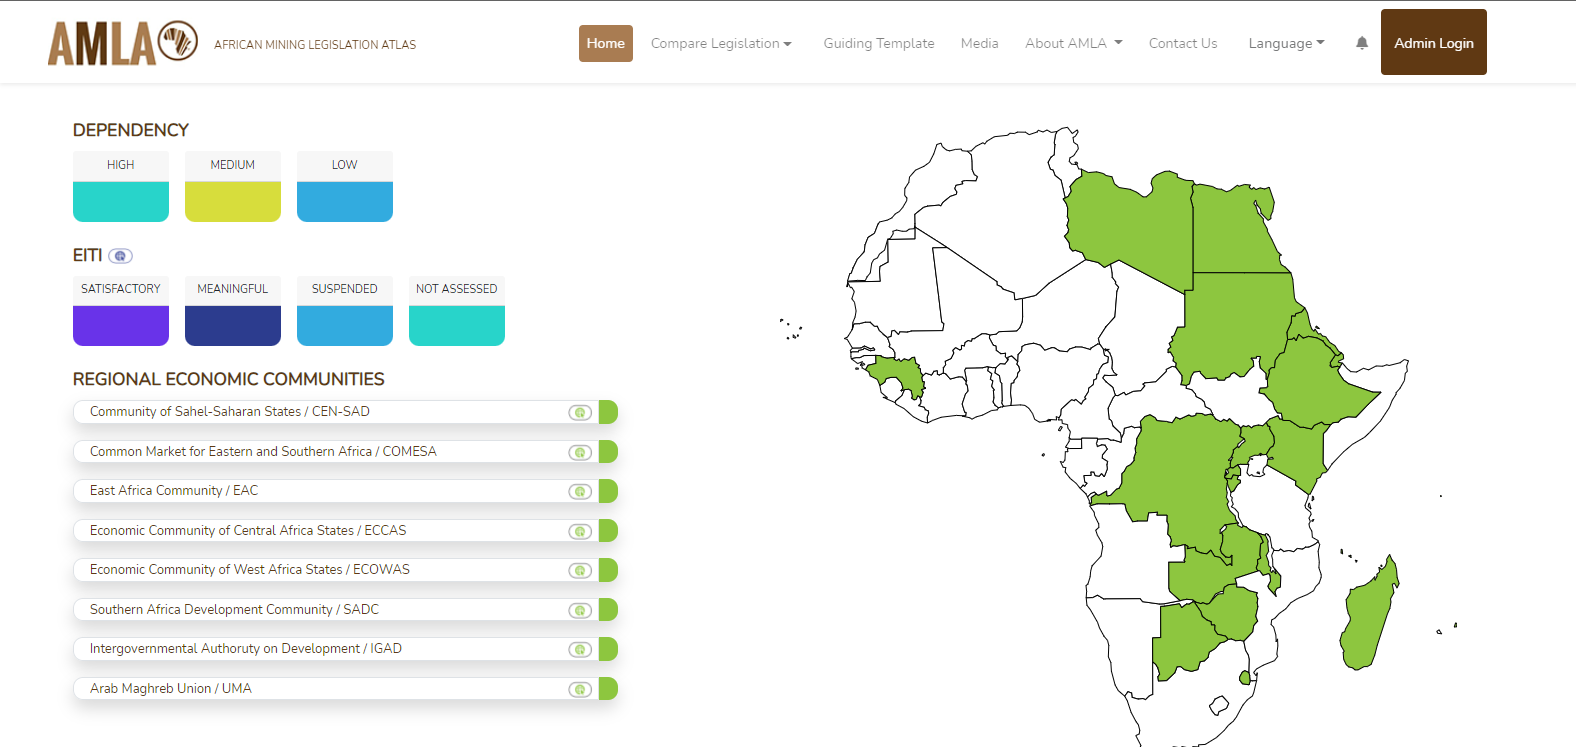 AMLA AFRICAN MINING LEGISLATION ATLAS
Home Compare Legislation Guiding Template Media About AMLA Contact Us Language Admin Login
DEPENDENCY
HIGH MEDIUM LOW
EITI
SATISFACTORY MEANINGFUL SUSPENDED NOT ASSESSED
REGIONAL ECONOMIC COMMUNITIES
Community of Sahel-Saharan States / CEN-SAD
Common Market for Eastern and Southern Africa / COMESA
East Africa Community / EAC
Economic Community of Central Africa States / ECCAS
Economic Community of West Africa States / ECOWAS
Southern Africa Development Community / SADC
Intergovernmental Authoruty on Development / IGAD
Arab Maghreb Union / UMA